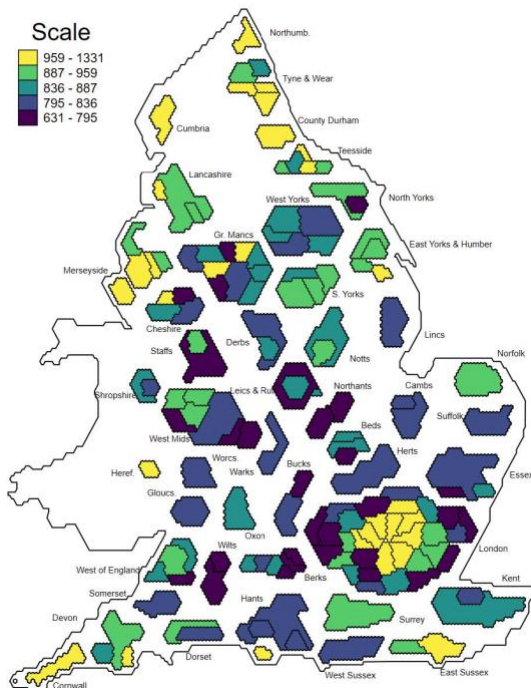 Scale
959 - 1331
887 - 959
836 - 887
795 - 836
631 - 795
Northumb.
Tyne & Wear
County Durham
Cumbria
Teesside
Lancashire
North Yorks
West Yorks
Gr. Mancs
East Yorks & Humber
Merseyside
S. Yorks
Cheshire
Lincs
Staffs
Derbs
Notts
Norfolk
Shropshire
Leics & Rut
Northants
Cambs
Suffolk
West Mids
Beds
Worcs.
Herts
Heref.
Warks
Bucks
Essex
Gloucs.
Oxon
Wilts
London
West of England
Berks
Kent
Somerset
Hants
Devon
Surrey
Dorset
West Sussex
East Sussex
Cornwall